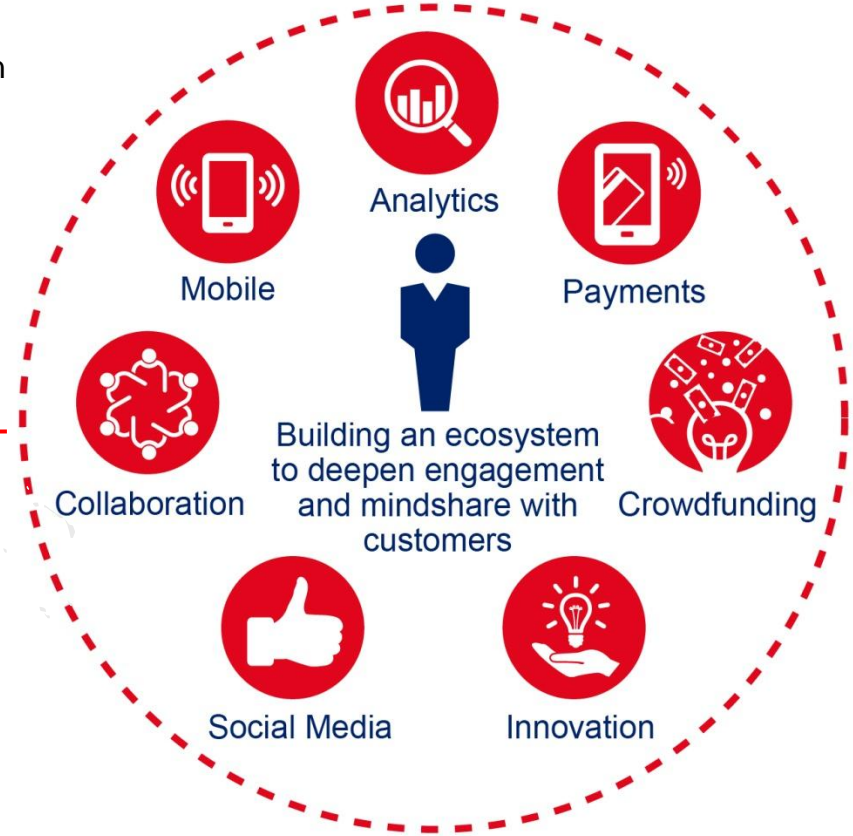 n
Analytics
Mobile
Payments
Building an ecosystem
to deepen engagement
and mindshare with
customers
Collaboration
Crowdfunding
Social Media
Innovation